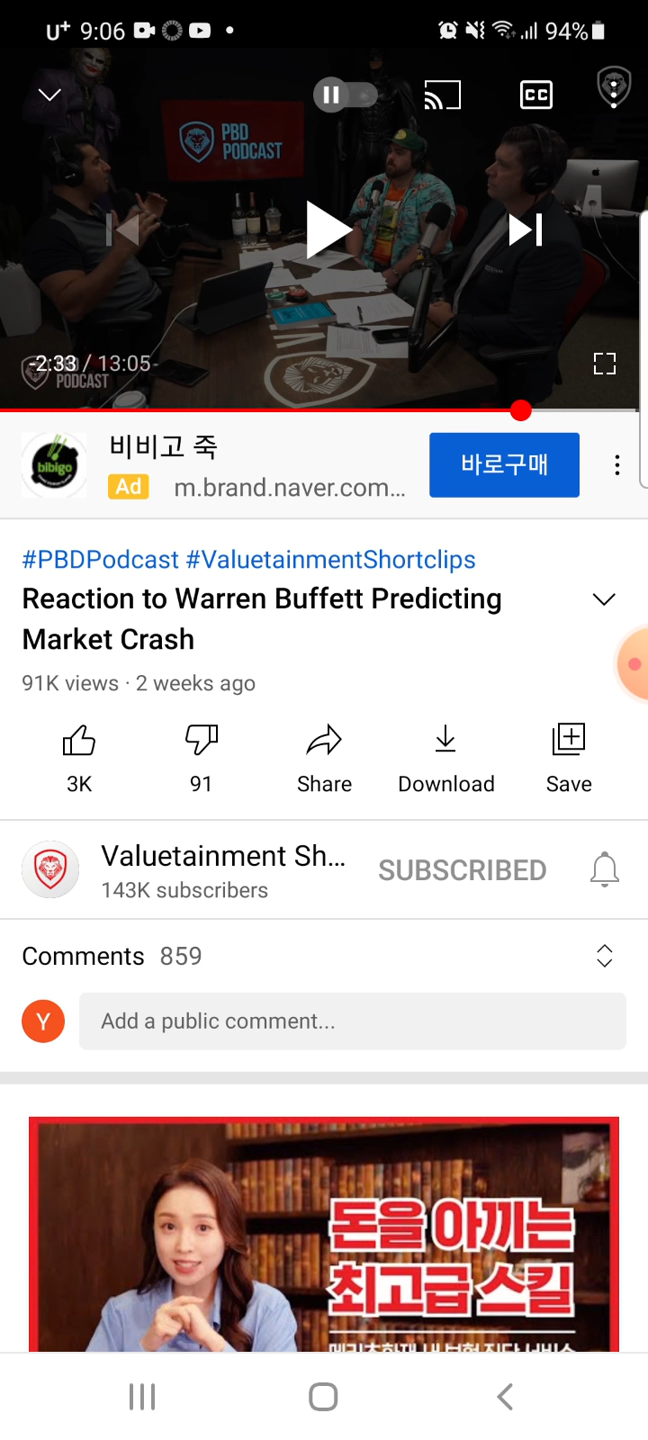 U+ 9:06 94%
CC
PBD
PODCAST
-2:33 / 13:05
PODCAST
비비고 죽
bibigo
Ad m.brand.naver.com...
바로구매
#PBDPodcast #ValuetainmentShortclips
Reaction to Warren Buffett Predicting
Market Crash
91K views · 2 weeks ago
3K 91 Share Download Save
Valuetainment Sh... SUBSCRIBED
143K subscribers
Comments 859
Y Add a public comment...
돈을 아끼는
최고급 스킬